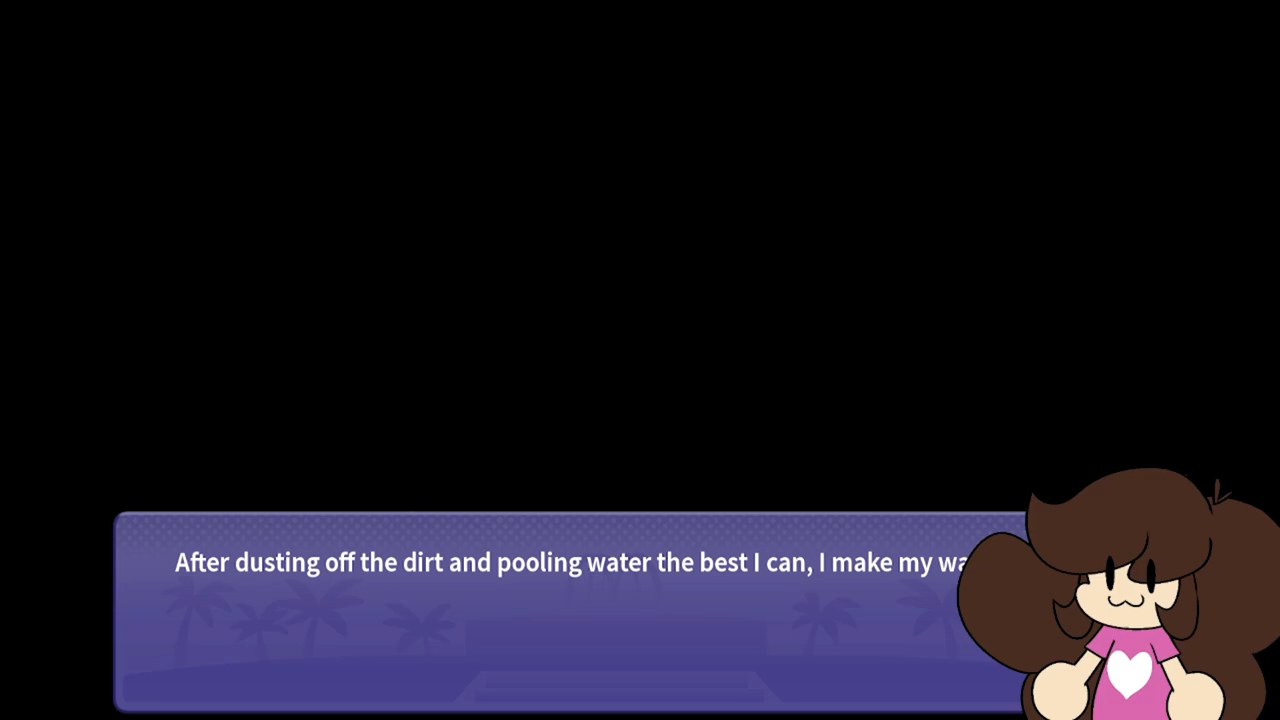 After dusting off the dirt and pooling water the best I can, I make my